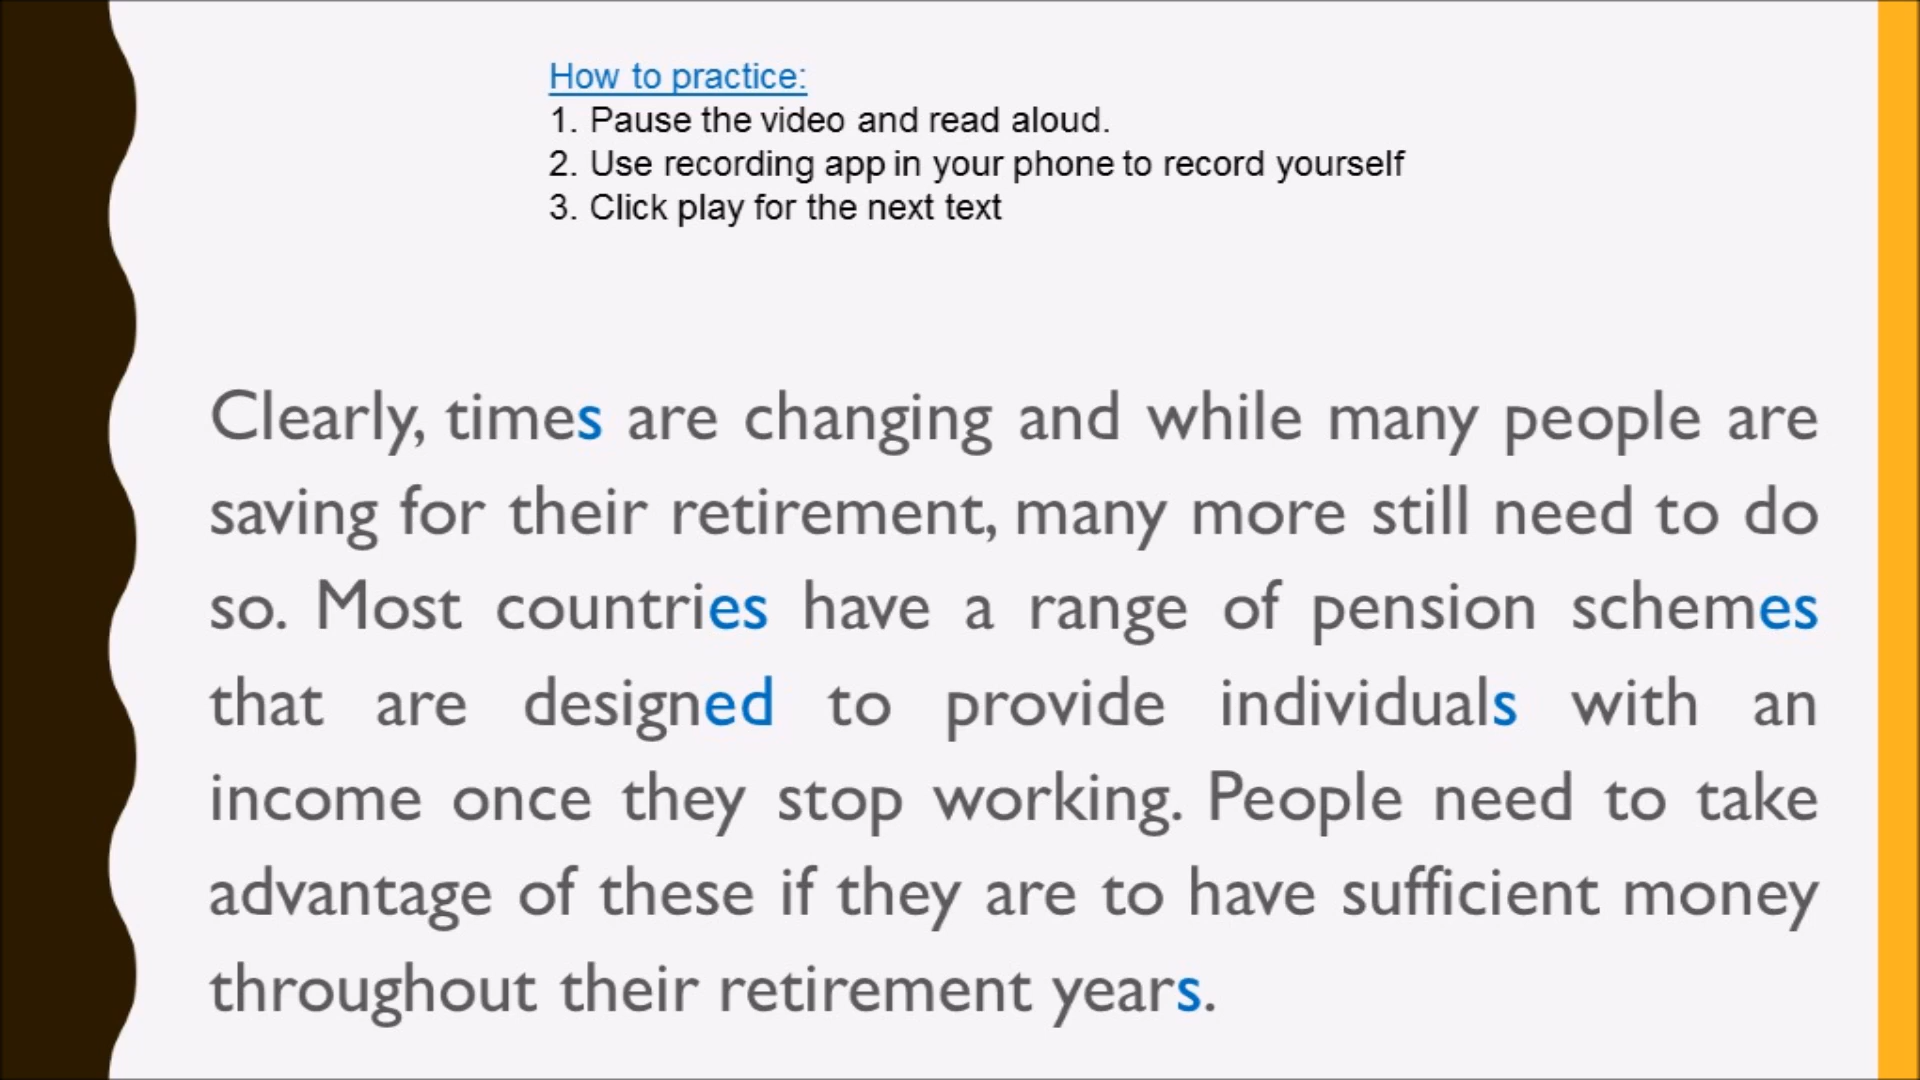 How to practice:
1. Pause the video and read aloud.
2. Use recording app in your phone to record yourself
3. Click play for the next text
Clearly, times are changing and while many people are
saving for their retirement, many more still need to do
so. Most countries have a range of pension schemes
that are designed to provide individuals with an
income once they stop working. People need to take
advantage of these if they are to have sufficient money
throughout their retirement years.